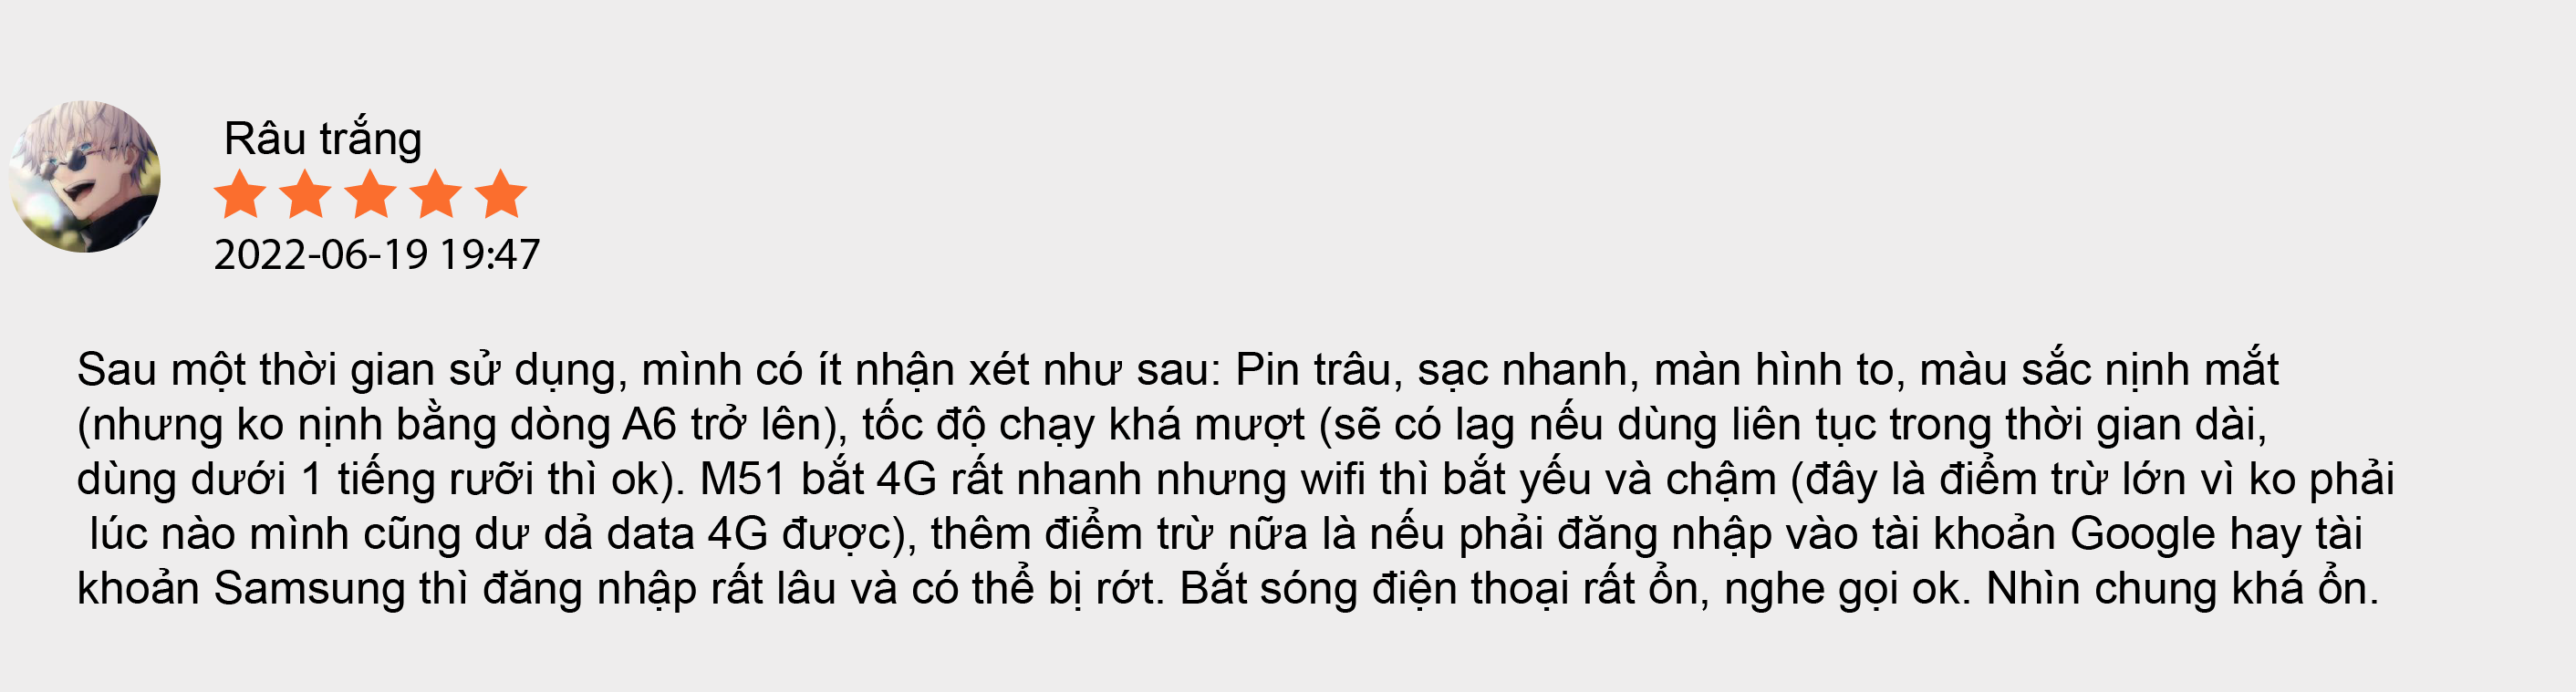 Râu trắng
2022-06-19 19:47
Sau một thời gian sử dụng, mình có ít nhận xét như sau: Pin trâu, sạc nhanh, màn hình to, màu sắc nịnh mắt
(nhưng ko nịnh bằng dòng A6 trở lên), tốc độ chạy khá mượt (sẽ có lag nếu dùng liên tục trong thời gian dài,
dùng dưới 1 tiếng rưỡi thì ok). M51 bắt 4G rất nhanh nhưng wifi thì bắt yếu và chậm (đây là điểm trừ lớn vì ko phải
lúc nào mình cũng dư dả data 4G được), thêm điểm trừ nữa là nếu phải đăng nhập vào tài khoản Google hay tài
khoản Samsung thì đăng nhập rất lâu và có thể bị rớt. Bắt sóng điện thoại rất ổn, nghe gọi ok. Nhìn chung khá ổn.